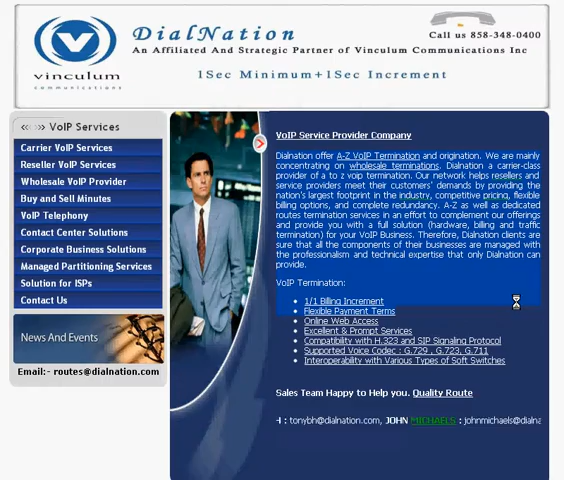 DialNation
Call us 858-348-0400
An Affiliated And Strategic Partner of Vinculum Communications Inc
vinculum
communications
1Sec Minimum+1Sec Increment
VoIP Services
Carrier VoIP Services
Reseller VoIP Services
Wholesale VoIP Provider
Buy and Sell Minutes
VoIP Telephony
Contact Center Solutions
Corporate Business Solutions
Managed Partitioning Services
Solution for ISPs
Contact Us
News And Events
Email:- routes@dialnation.com
VoIP Service Provider Company
Dialnation offer A-Z VoIP Termination and origination. We are mainly
concentrating on wholesale terminations. Dialnation a carrier-class
provider of a to z voip termination. Our network helps resellers and
service providers meet their customers' demands by providing the
nation's largest footprint in the industry, competitive pricing, flexible
billing options, and complete redundancy. A-Z as well as dedicated
routes termination services in an effort to complement our offerings
and provide you with a full solution (hardware, billing and traffic
termination) for your VoIP Business. Therefore, Dialnation clients are
sure that all the components of their businesses are managed with
the professionalism and technical expertise that only DialNation can
provide.
VoIP Termination:
1/1 Billing Increment
Flexible Payment Terms
Online Web Access
Excellent & Prompt Services
Compatibility with H.323 and SIP Signaling Protocol
Supported Voice Codec : G.729 , G.723, G.711
Interoperability with Various Types of Soft Switches
Sales Team Happy to Help you. Quality Route
H : tonybh@dialnation.com, JOHN MICHAELS : johnmichaels@dialna